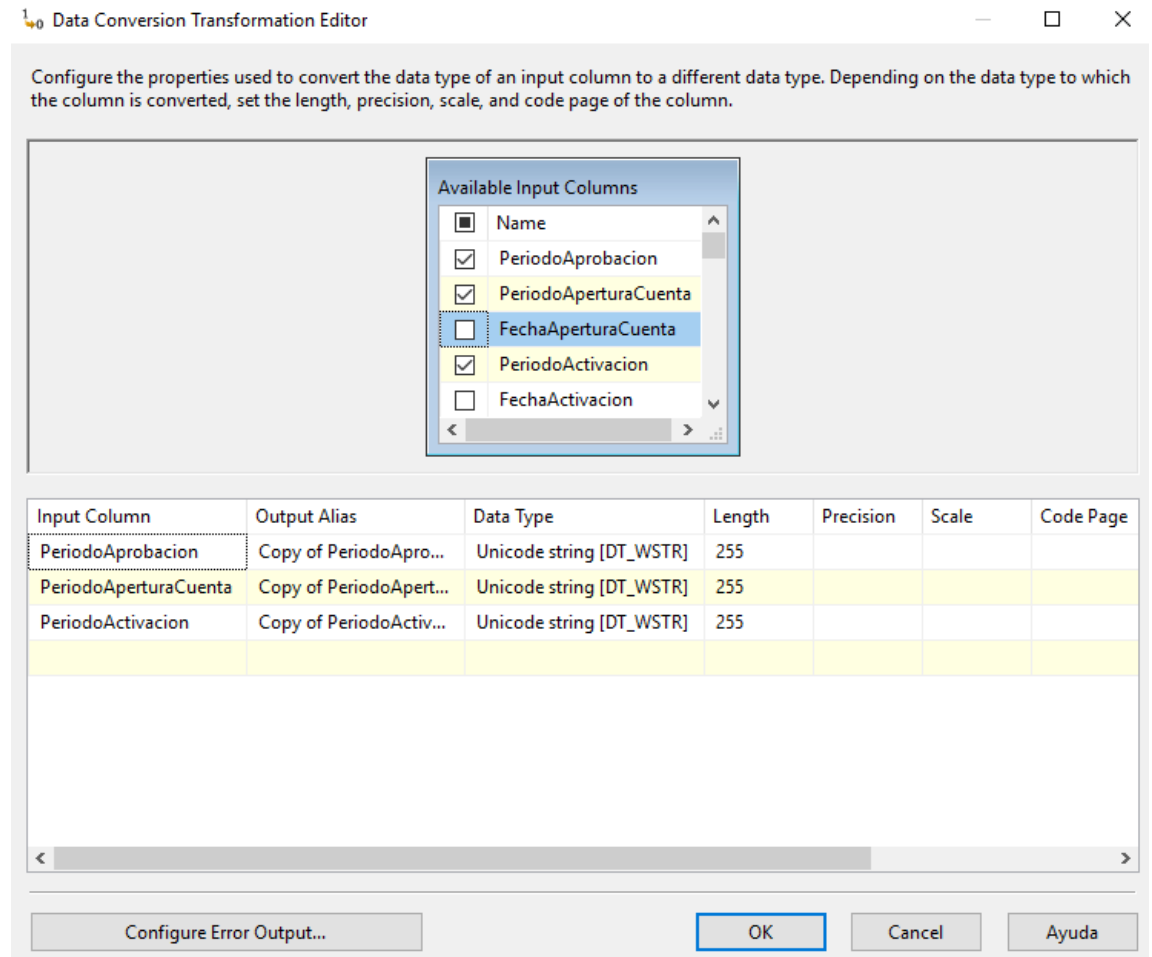 Data Conversion Transformation Editor
Configure the properties used to convert the data type of an input column to a different data type. Depending on the data type to which
the column is converted, set the length, precision, scale, and code page of the column.
Available Input Columns
Name
PeriodoAprobacion
PeriodoAperturaCuenta
FechaAperturaCuenta
PeriodoActivacion
FechaActivacion
Input Column Output Alias Data Type Length Precision Scale Code Page
PeriodoAprobacion Copy of PeriodoApro... Unicode string [DT_WSTR] 255
PeriodoAperturaCuenta Copy of PeriodoApert... Unicode string [DT_WSTR] 255
PeriodoActivacion Copy of PeriodoActiv... Unicode string [DT_WSTR] 255
Configure Error Output... OK Cancel Ayuda